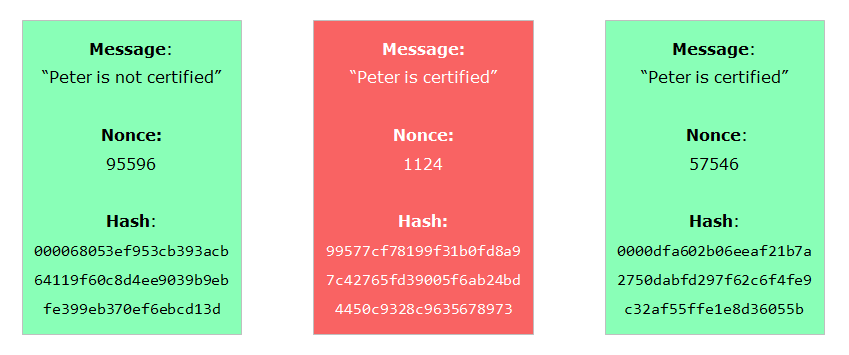 Message:
“Peter is not certified”
Nonce:
95596
Hash:
000068053ef953cb393acb
64119f60c8d4ee9039b9eb
fe399eb370ef6ebcd13d
Message:
“Peter is certified”
Nonce:
1124
Hash:
99577cf78199f31b0fd8a9
7c42765fd39005f6ab24bd
4450c9328c9635678973
Message:
“Peter is certified”
Nonce:
57546
Hash:
0000dfa602b06eeaf21b7a
2750dabfd297f62c6f4fe9
c32af55ffe1e8d36055b